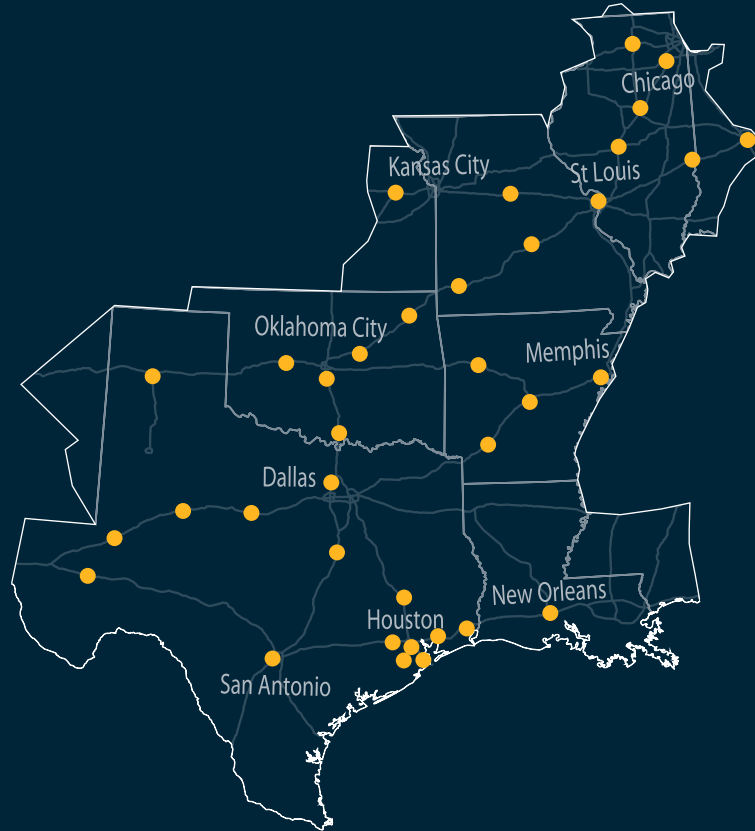 Chicago
Kansas City
St Louis
Oklahoma City
Memphis
Dallas
New Orleans
Houston
San Antonio